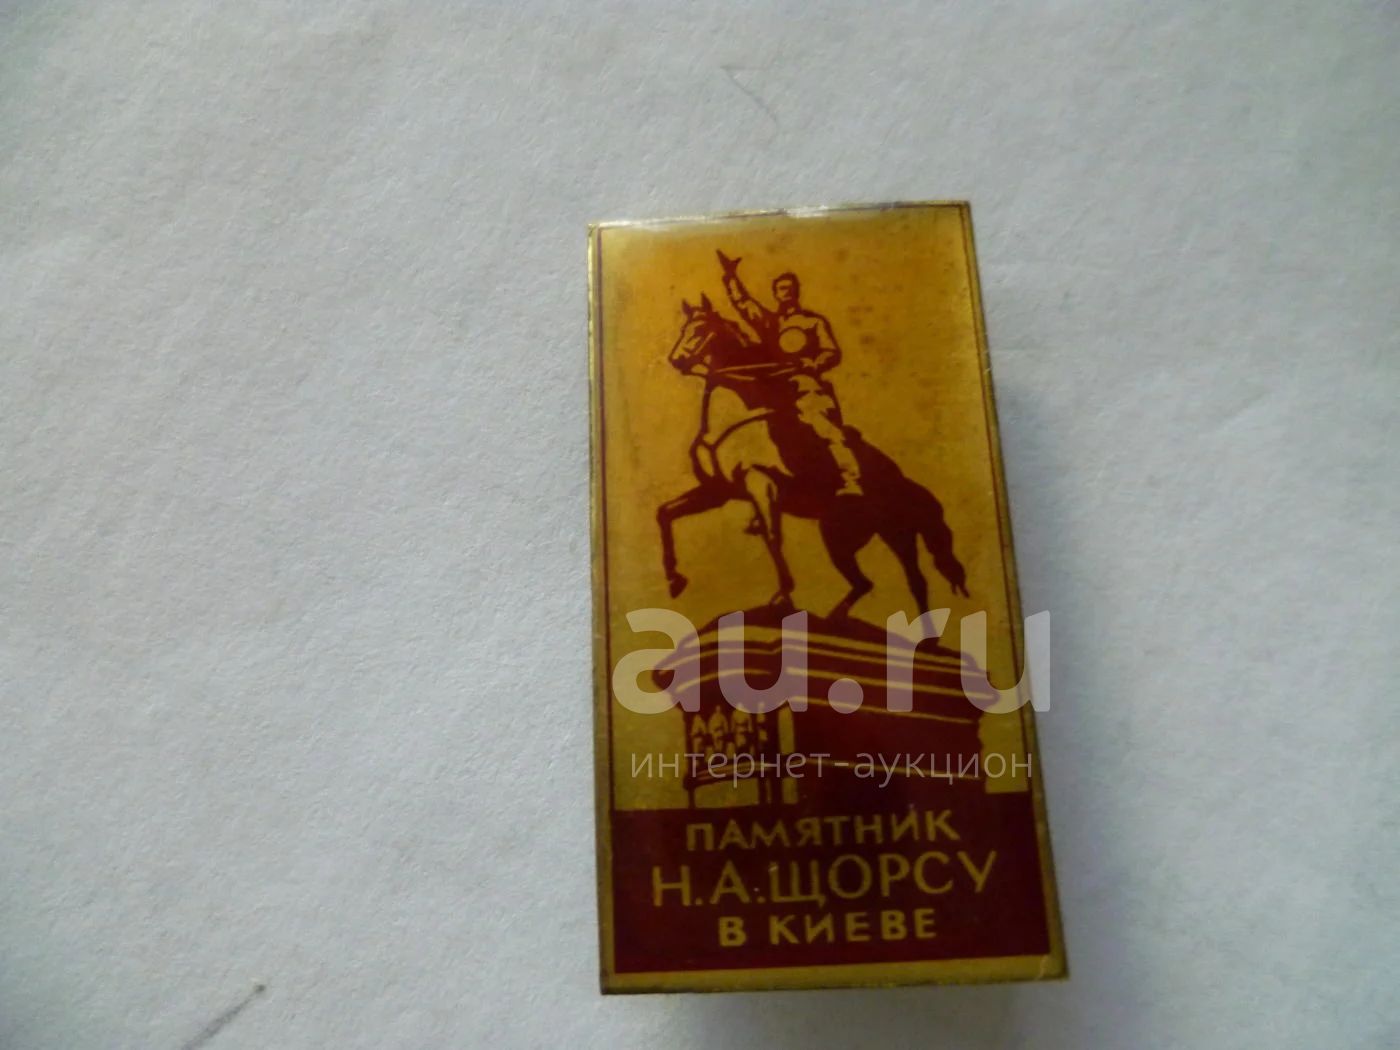 au.ru
интернет-аукцион
ПАМЯТНИК
Н.А.ЩОРСУ
В КИЕВЕ